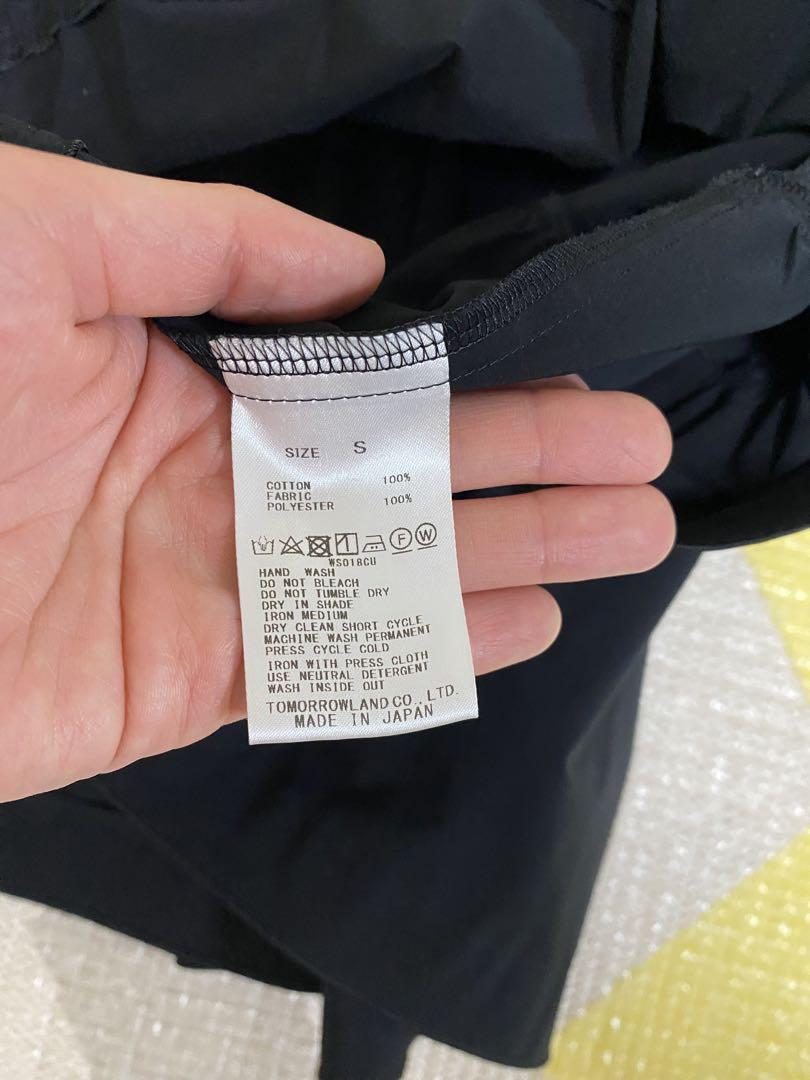 SIZE S
COTTON 100%
FABRIC
POLYESTER 100%
F W
WS018CU
HAND WASH
DO NOT BLEACH
DO NOT TUMBLE DRY
DRY IN SHADE
IRON MEDIUM
DRY CLEAN SHORT CYCLE
MACHINE WASH PERMANENT
PRESS CYCLE COLD
IRON WITH PRESS CLOTH
USE NEUTRAL DETERGENT
WASH INSIDE OUT
TOMORROWLAND CO., LTD.
MADE IN JAPAN